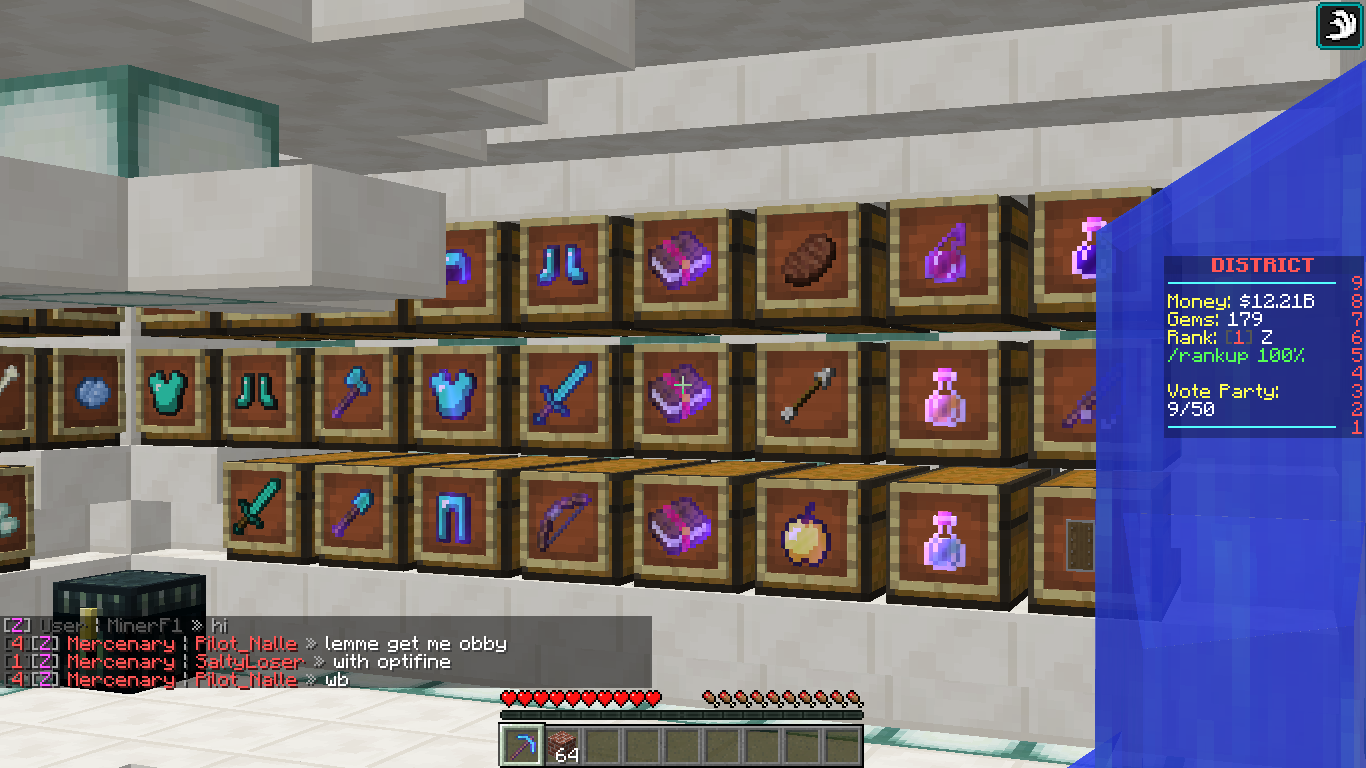 DISTRICT
9
Money: $12.21B 8
Gems: 179 7
Rank: [1] Z 6
/rankup 100% 5
4
Vote Party: 3
9/50 2
1
[Z] User | MinerF1 » hi
[4][Z] Mercenary | Pilot_Nalle » lemme get me obby
[1][Z] Mercenary | SaltyLoser » with optifine
[4][Z] Mercenary | Pilot_Nalle » wb
64